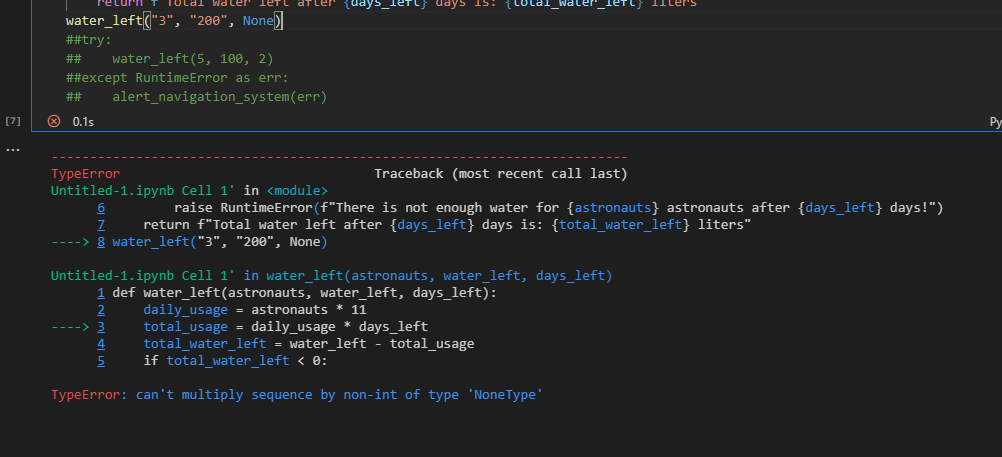 return f"Total water left after {days_left} days is: {total_water_left} liters"
water_left("3", "200", None)
##try:
##    water_left(5, 100, 2)
##except RuntimeError as err:
##    alert_navigation_system(err)
[7] 0.1s Py
...
---------------------------------------------------------------------------
TypeError                                 Traceback (most recent call last)
Untitled-1.ipynb Cell 1' in <module>
      6         raise RuntimeError(f"There is not enough water for {astronauts} astronauts after {days_left} days!")
      7     return f"Total water left after {days_left} days is: {total_water_left} liters"
----> 8 water_left("3", "200", None)
Untitled-1.ipynb Cell 1' in water_left(astronauts, water_left, days_left)
      1 def water_left(astronauts, water_left, days_left):
      2     daily_usage = astronauts * 11
----> 3     total_usage = daily_usage * days_left
      4     total_water_left = water_left - total_usage
      5     if total_water_left < 0:
TypeError: can't multiply sequence by non-int of type 'NoneType'